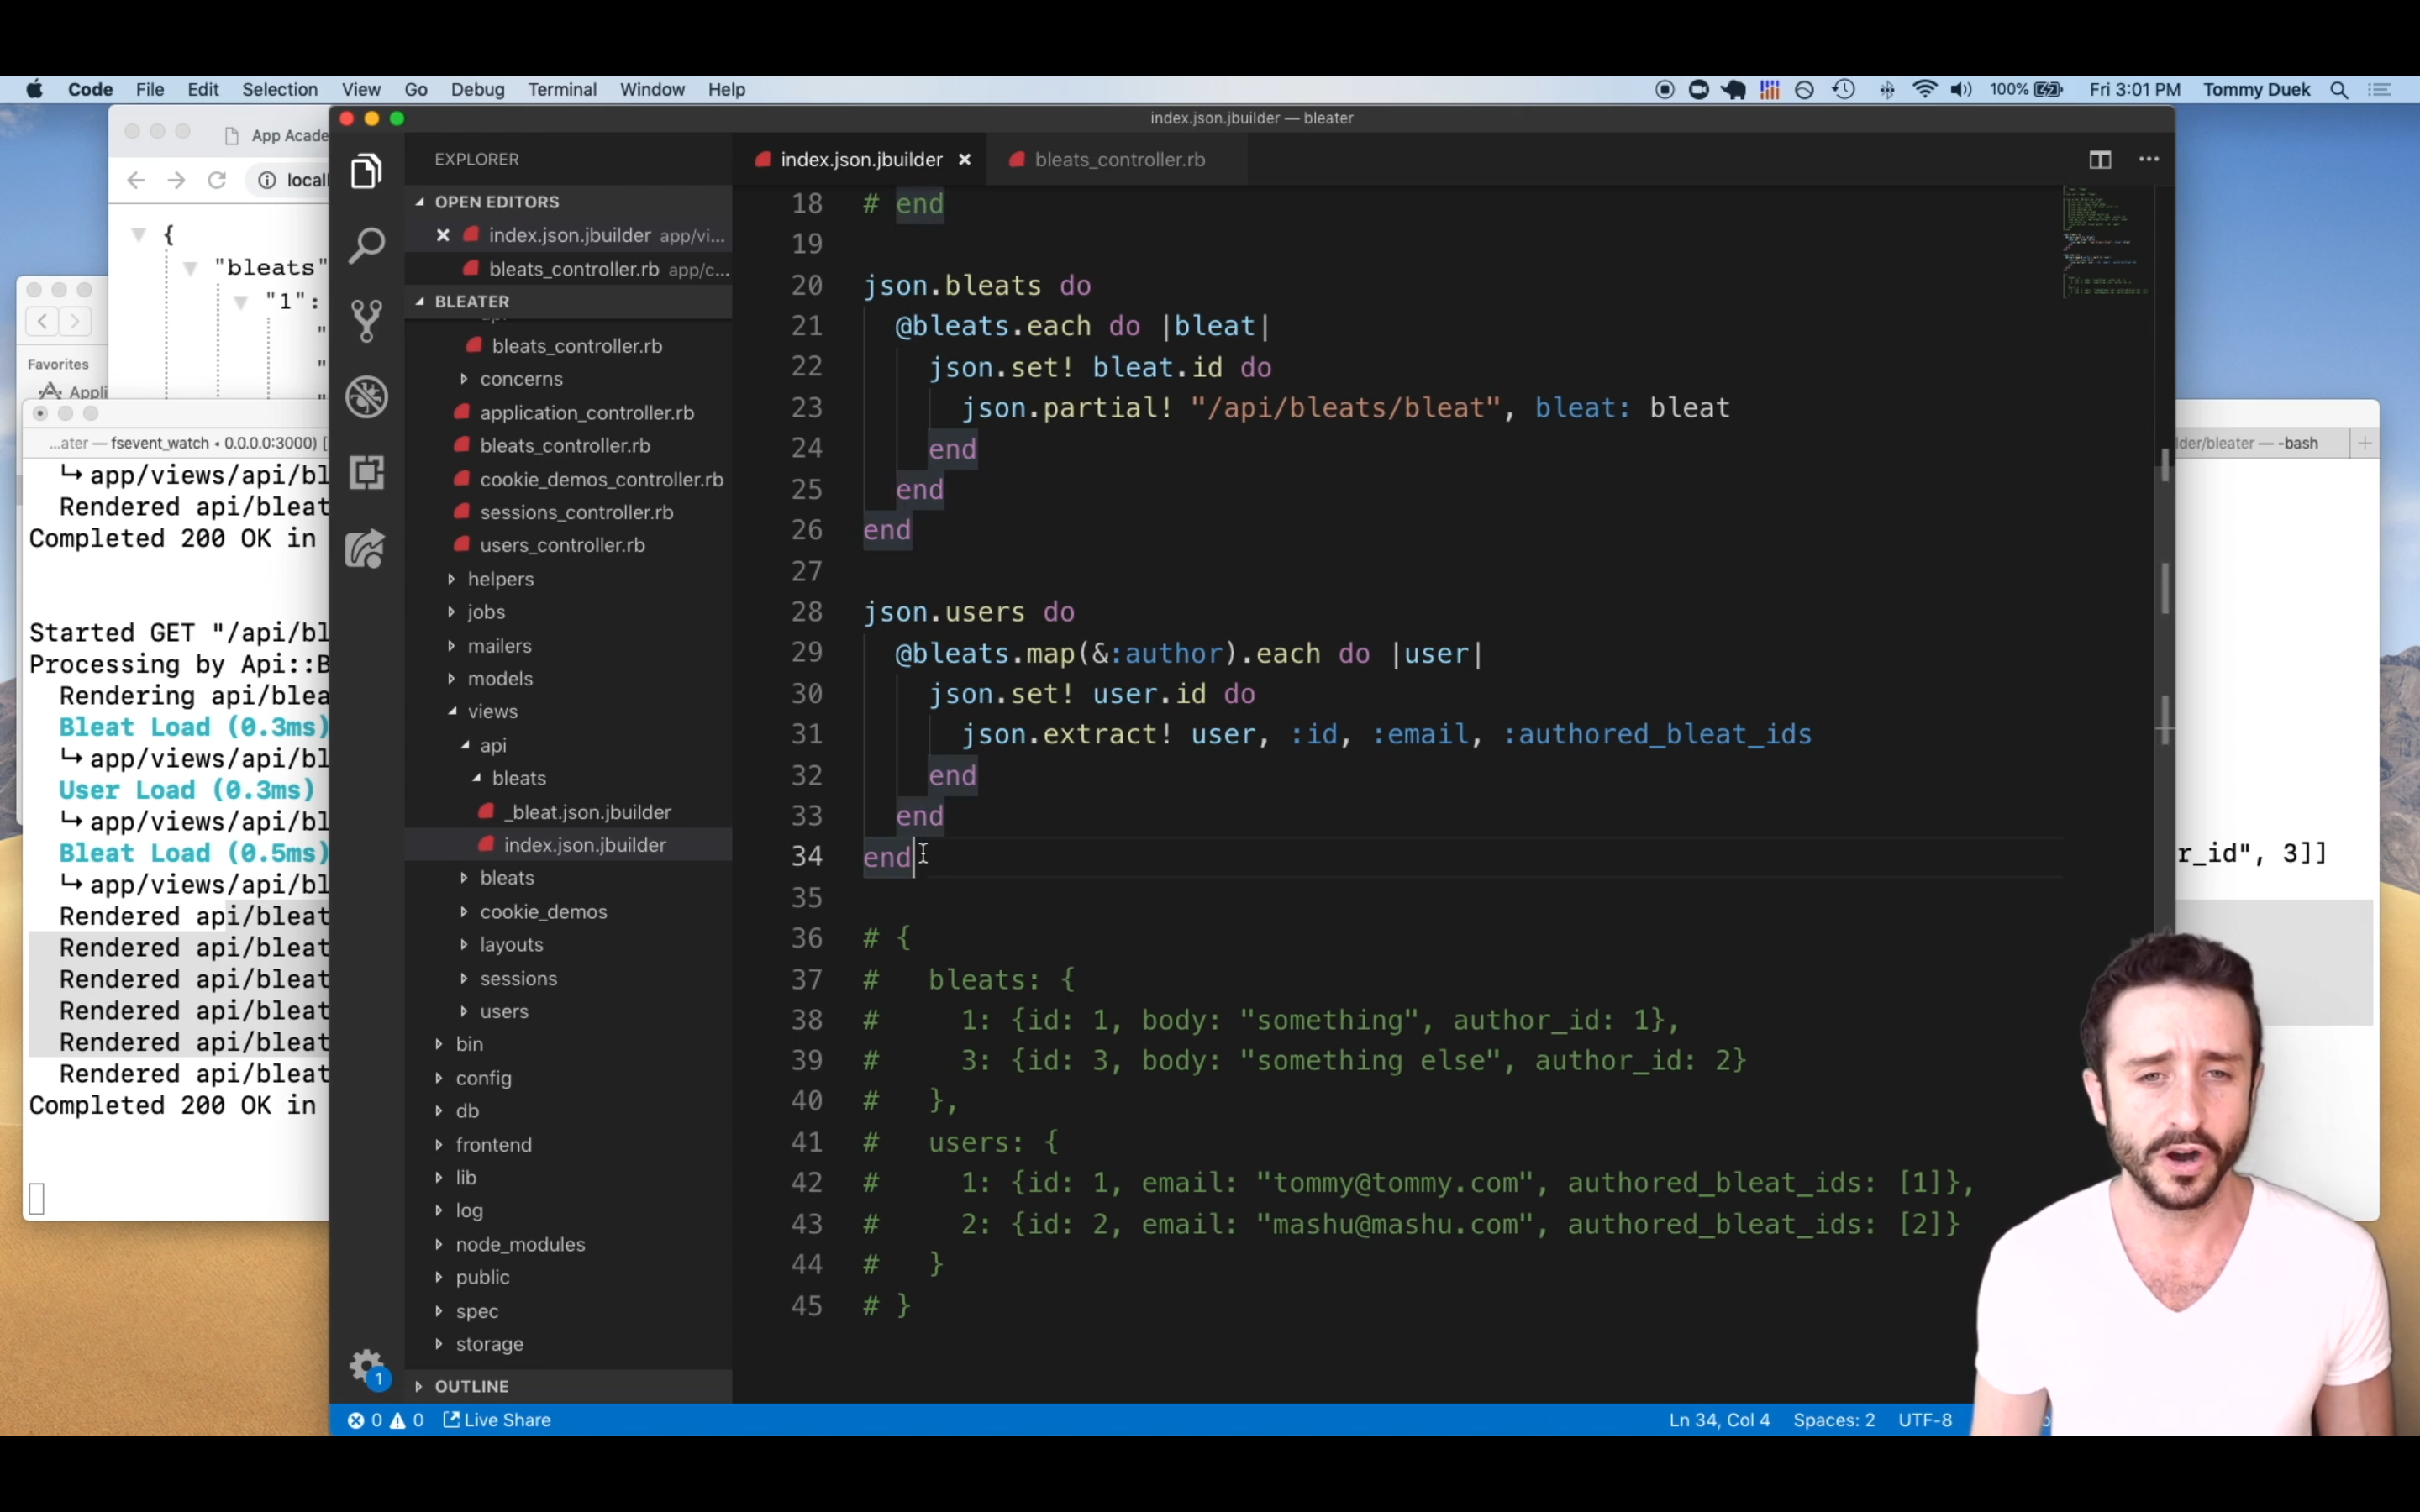 Code File Edit Selection View Go Debug Terminal Window Help 100% Fri 3:01 PM Tommy Duek
App Acade
index.json.jbuilder — bleater
locall
{
"bleats"
"1":
"
"
"
Favorites
Appli
...ater — fsevent_watch ◂ 0.0.0.0:3000) [
↳ app/views/api/bl
Rendered api/bleat
Completed 200 OK in
Started GET "/api/bl
Processing by Api::B
Rendering api/blea
Bleat Load (0.3ms)
↳ app/views/api/bl
User Load (0.3ms)
↳ app/views/api/bl
Bleat Load (0.5ms)
↳ app/views/api/bl
Rendered api/bleat
Rendered api/bleat
Rendered api/bleat
Rendered api/bleat
Rendered api/bleat
Rendered api/bleat
Completed 200 OK in
EXPLORER
OPEN EDITORS
index.json.jbuilder app/vi...
bleats_controller.rb app/c...
BLEATER
bleats_controller.rb
concerns
application_controller.rb
bleats_controller.rb
cookie_demos_controller.rb
sessions_controller.rb
users_controller.rb
helpers
jobs
mailers
models
views
api
bleats
_bleat.json.jbuilder
index.json.jbuilder
bleats
cookie_demos
layouts
sessions
users
bin
config
db
frontend
lib
log
node_modules
public
spec
storage
OUTLINE
1
index.json.jbuilder bleats_controller.rb
18 # end
19
20 json.bleats do
21 @bleats.each do |bleat|
22 json.set! bleat.id do
23 json.partial! "/api/bleats/bleat", bleat: bleat
24 end
25 end
26 end
27
28 json.users do
29 @bleats.map(&:author).each do |user|
30 json.set! user.id do
31 json.extract! user, :id, :email, :authored_bleat_ids
32 end
33 end
34 end
35
36 # {
37 # bleats: {
38 # 1: {id: 1, body: "something", author_id: 1},
39 # 3: {id: 3, body: "something else", author_id: 2}
40 # },
41 # users: {
42 # 1: {id: 1, email: "tommy@tommy.com", authored_bleat_ids: [1]},
43 # 2: {id: 2, email: "mashu@mashu.com", authored_bleat_ids: [2]}
44 # }
45 # }
lder/bleater — -bash
r_id", 3]]
0 0 Live Share Ln 34, Col 4 Spaces: 2 UTF-8